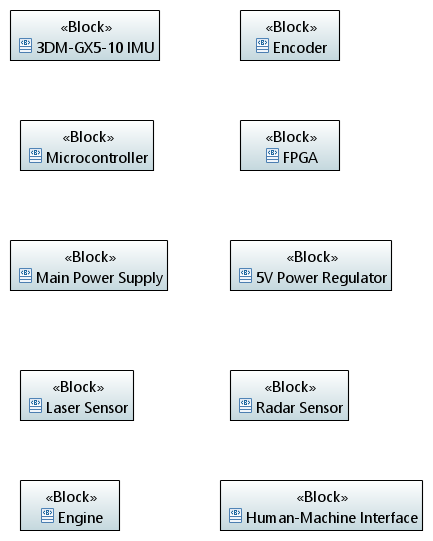 «Block»
3DM-GX5-10 IMU
«Block»
Encoder
«Block»
Microcontroller
«Block»
FPGA
«Block»
Main Power Supply
«Block»
5V Power Regulator
«Block»
Laser Sensor
«Block»
Radar Sensor
«Block»
Engine
«Block»
Human-Machine Interface